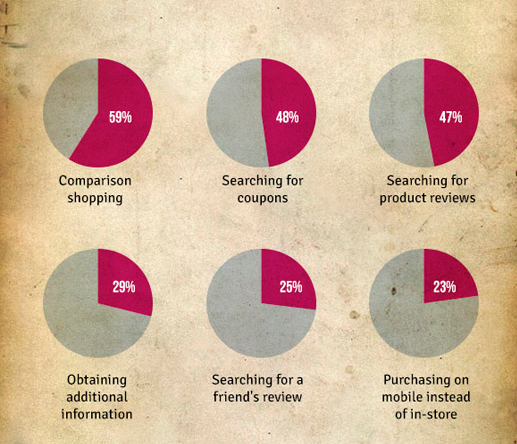 59%
48%
47%
Comparison
shopping
Searching for
coupons
Searching for
product reviews
29%
25%
23%
Obtaining
additional
information
Searching for a
friend's review
Purchasing on
mobile instead
of in-store